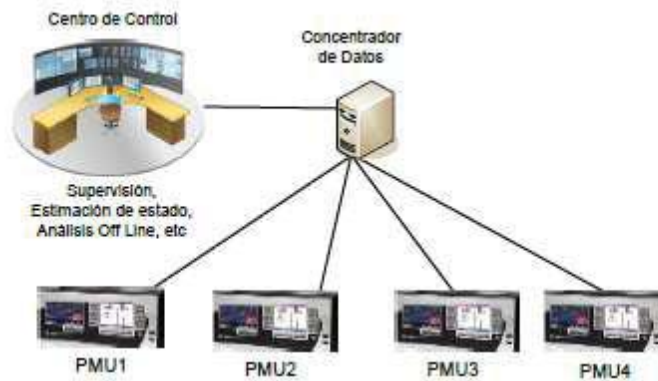 Centro de Control
Concentrador
de Datos
Supervisión,
Estimación de estado,
Análisis Off Line, etc
PMU1
PMU2
PMU3
PMU4